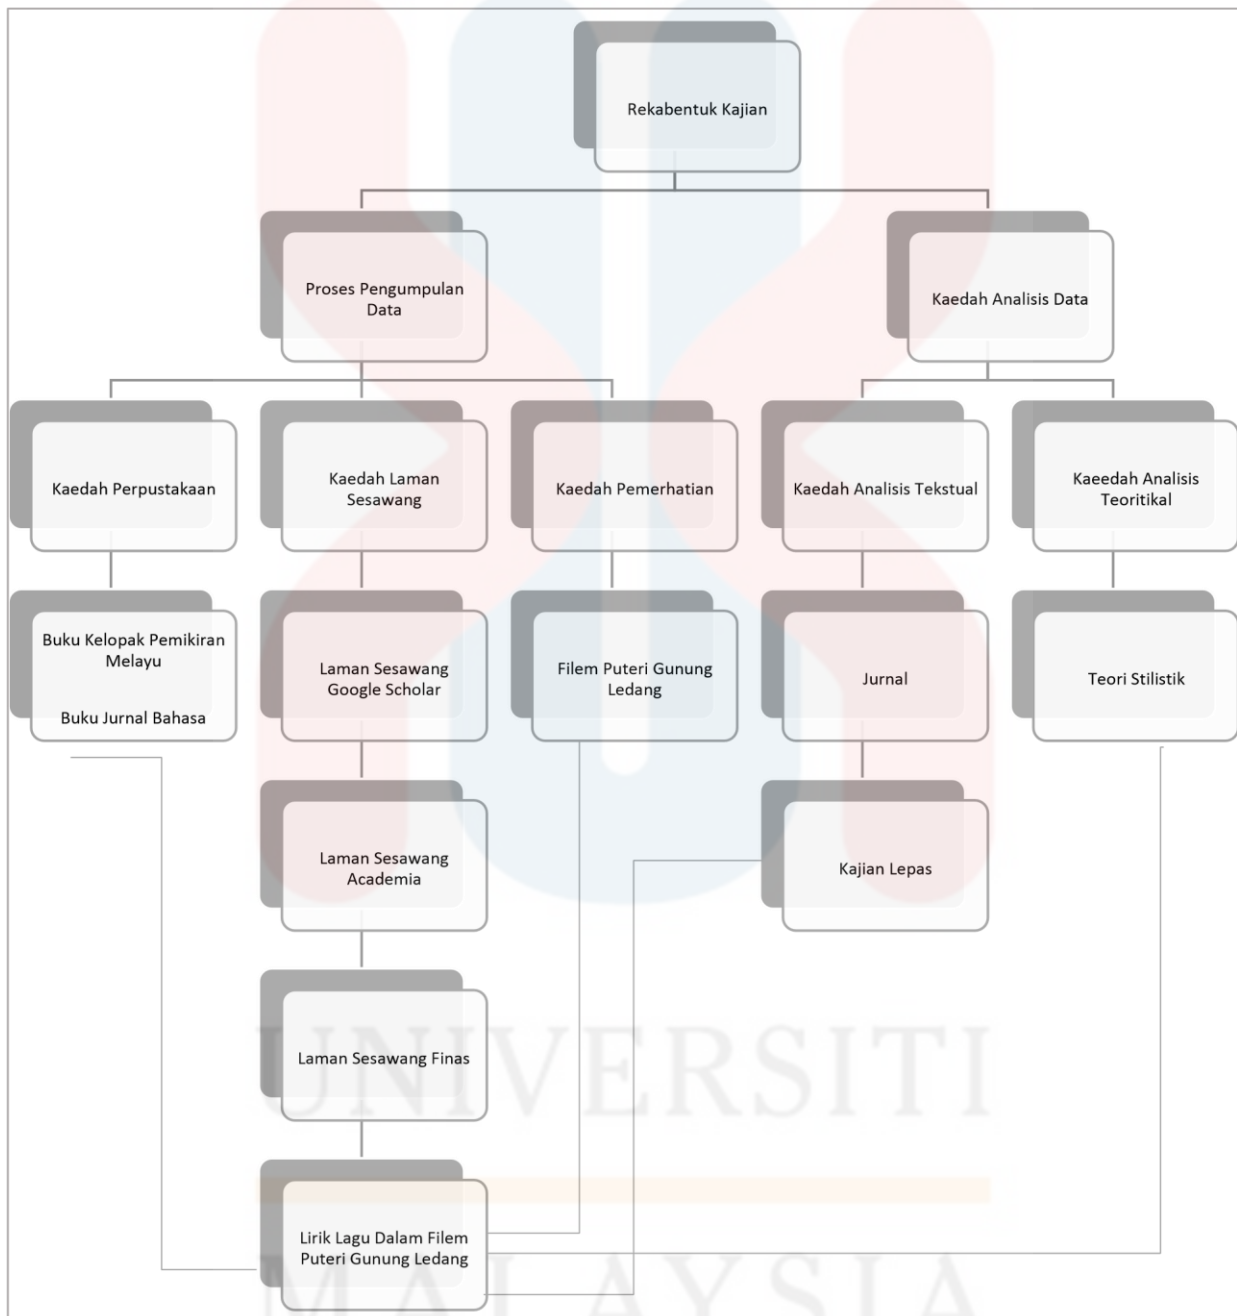 Rekabentuk Kajian
Proses Pengumpulan
Data
Kaedah Analisis Data
Kaedah Perpustakaan
Kaedah Laman
Sesawang
Kaedah Pemerhatian
Kaedah Analisis Tekstual
Kaeedah Analisis
Teoritikal
Buku Kelopak Pemikiran
Melayu
Buku Jurnal Bahasa
Laman Sesawang
Google Scholar
Filem Puteri Gunung
Ledang
Jurnal
Teori Stilistik
Laman Sesawang
Academia
Kajian Lepas
Laman Sesawang Finas
UNIVERSITI
Lirik Lagu Dalam Filem
Puteri Gunung Ledang
MALAYSIA